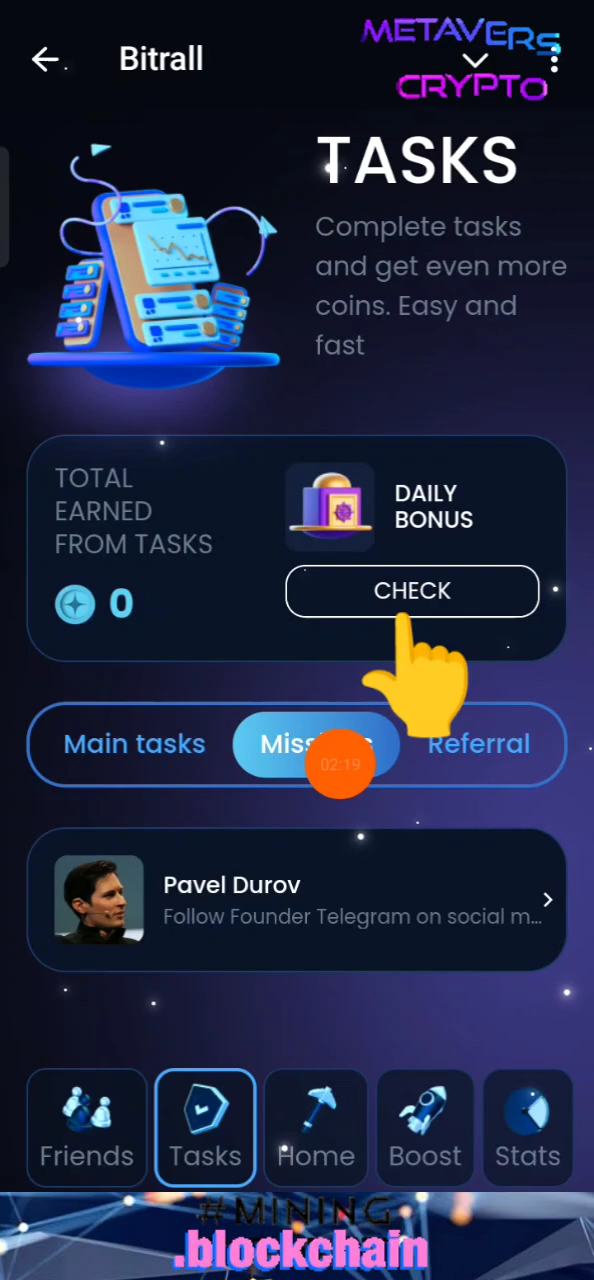 Bitrall
METAVERS
CRYPTO
TASKS
Complete tasks
and get even more
coins. Easy and
fast
TOTAL
EARNED
FROM TASKS
0
DAILY
BONUS
CHECK
Main tasks
Referral
02:19
Pavel Durov
Follow Founder Telegram on social m...
Friends
Tasks
Home
Boost
Stats
#MINING
.blockchain